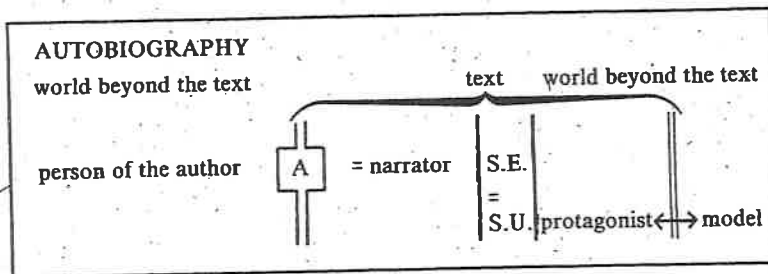 AUTOBIOGRAPHY
world beyond the text text world beyond the text
person of the author A = narrator S.E.
=
S.U. protagonist ↔ model